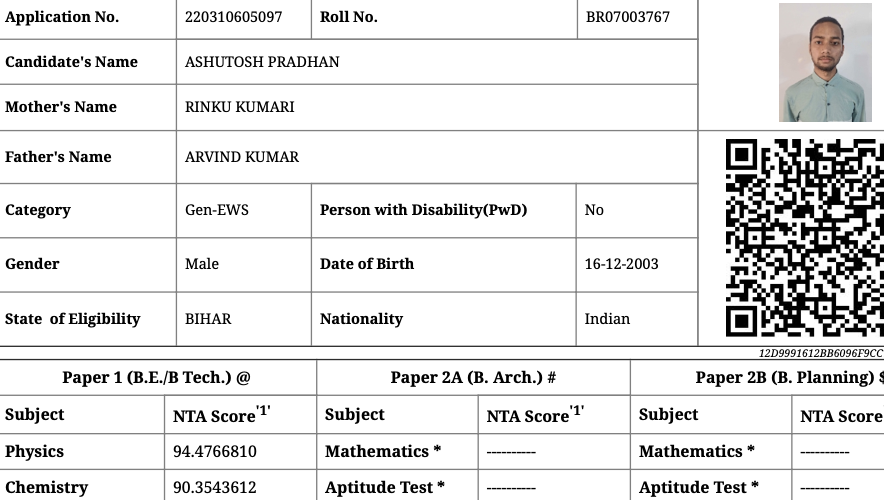 Application No. 220310605097 Roll No. BR07003767
Candidate's Name ASHUTOSH PRADHAN
Mother's Name RINKU KUMARI
Father's Name ARVIND KUMAR
Category Gen-EWS Person with Disability(PwD) No
Gender Male Date of Birth 16-12-2003
State of Eligibility BIHAR Nationality Indian
12D9991612BB6096F9CC
Paper 1 (B.E./B Tech.) @ Paper 2A (B. Arch.) # Paper 2B (B. Planning) $
Subject NTA Score'1' Subject NTA Score'1' Subject NTA Score
Physics 94.4766810 Mathematics * ---------- Mathematics * ----------
Chemistry 90.3543612 Aptitude Test * ---------- Aptitude Test * ----------